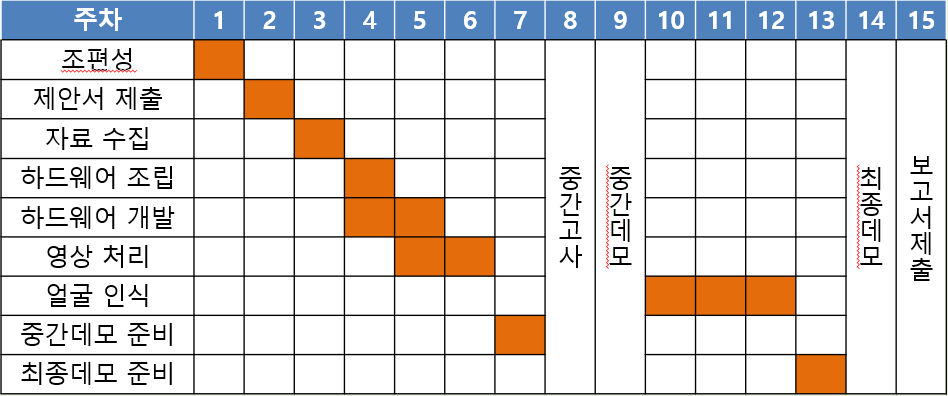 주차 1 2 3 4 5 6 7 8 9 10 11 12 13 14 15
조편성
제안서 제출
자료 수집
하드웨어 조립
하드웨어 개발
영상 처리
얼굴 인식
중간데모 준비
최종데모 준비
중간고사
중간데모
최종데모
보고서제출